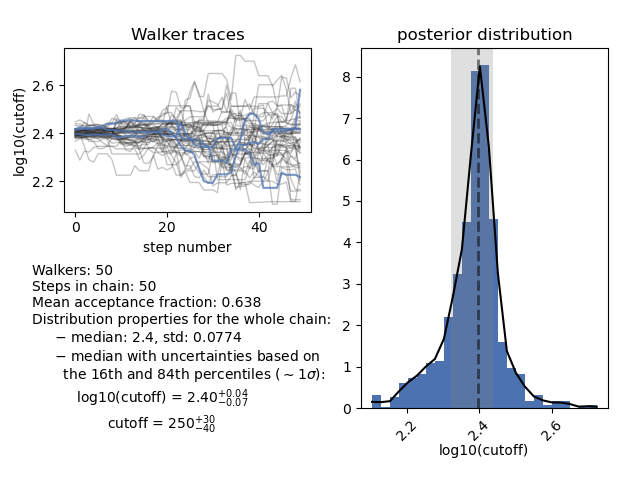 Walker traces
log10(cutoff)
2.6
2.4
2.2
0
20
40
step number
Walkers: 50
Steps in chain: 50
Mean acceptance fraction: 0.638
Distribution properties for the whole chain:
− median: 2.4, std: 0.0774
− median with uncertainties based on
the 16th and 84th percentiles (∼1σ):
log10(cutoff) = 2.40 +0.04 −0.07
cutoff = 250 +30 −40
posterior distribution
8
7
6
5
4
3
2
1
0
2.2
2.4
2.6
log10(cutoff)